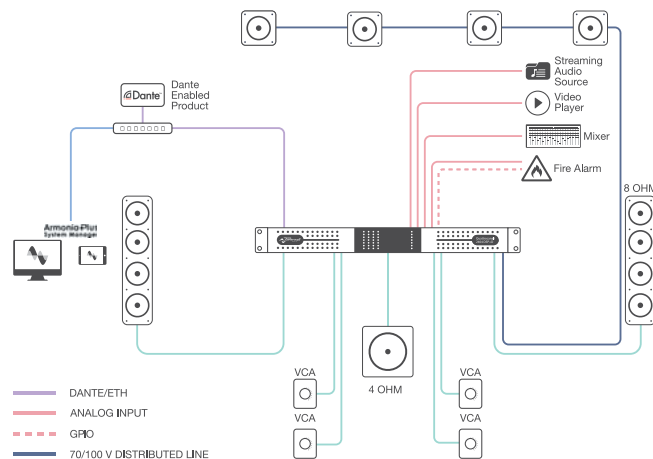 Streaming
Audio
Source
Dante
Enabled
Product
Dante
Video
Player
Mixer
Fire Alarm
8 OHM
Armonia Plus
System Manager
VCA
4 OHM
VCA
VCA
VCA
DANTE/ETH
ANALOG INPUT
GPIO
70/100 V DISTRIBUTED LINE